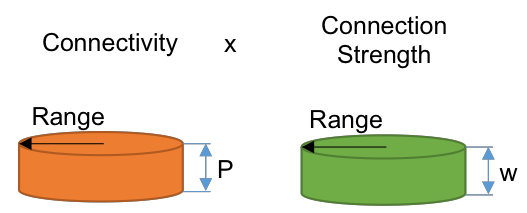 Connectivity x Connection
Strength
Range
P
Range
w